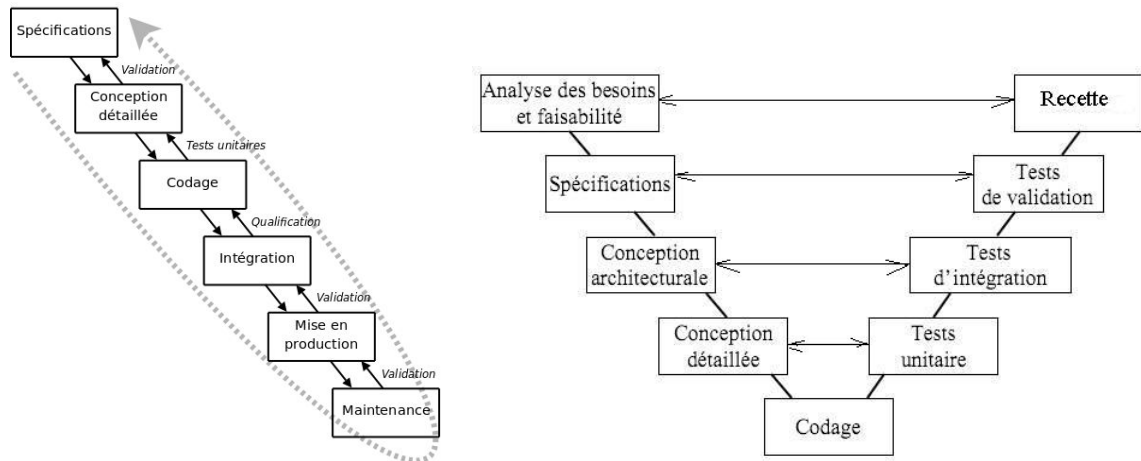 Spécifications
Validation
Conception
détaillée
Tests unitaires
Codage
Qualification
Intégration
Validation
Mise en
production
Validation
Maintenance
Analyse des besoins
et faisabilité
Recette
Spécifications
Tests
de validation
Conception
architecturale
Tests
d'intégration
Conception
détaillée
Tests
unitaire
Codage